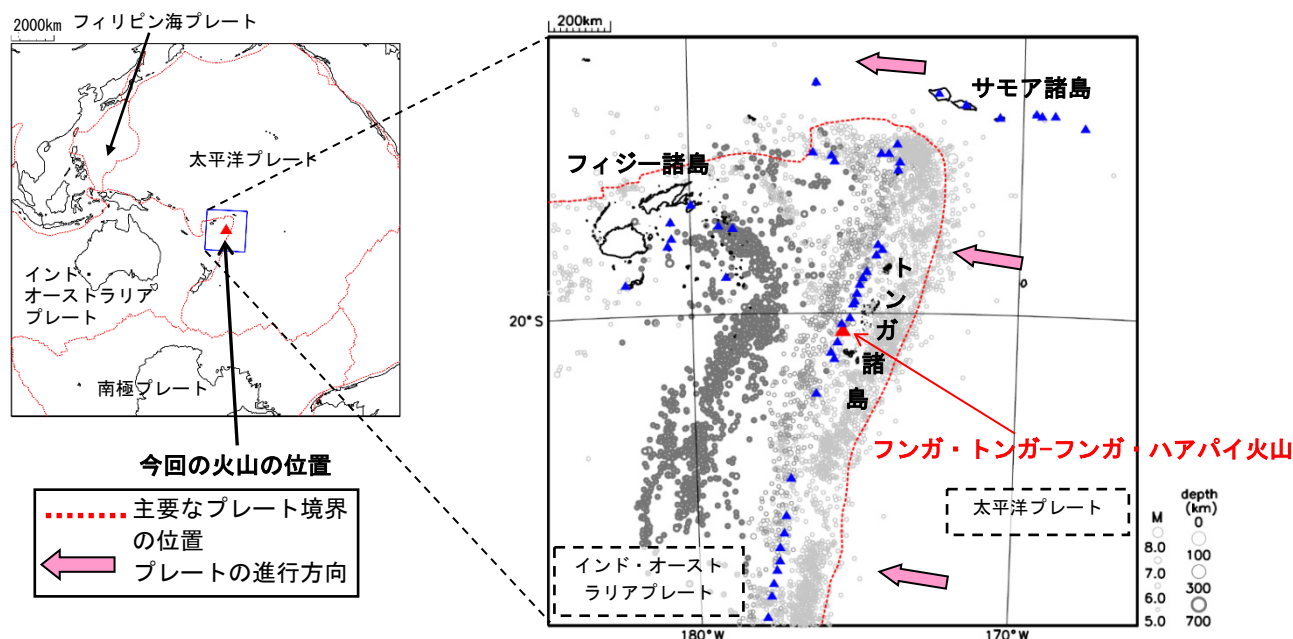 2000km
フィリピン海プレート
太平洋プレート
インド・
オーストラリア
プレート
南極プレート
今回の火山の位置
主要なプレート境界
の位置
プレートの進行方向
200km
サモア諸島
フィジー諸島
トンガ諸島
20°S
フンガ・トンガ–フンガ・ハアパイ火山
太平洋プレート
インド・オースト
ラリアプレート
180°W
170°W
M
8.0
7.0
6.0
5.0
depth
(km)
0
100
300
700